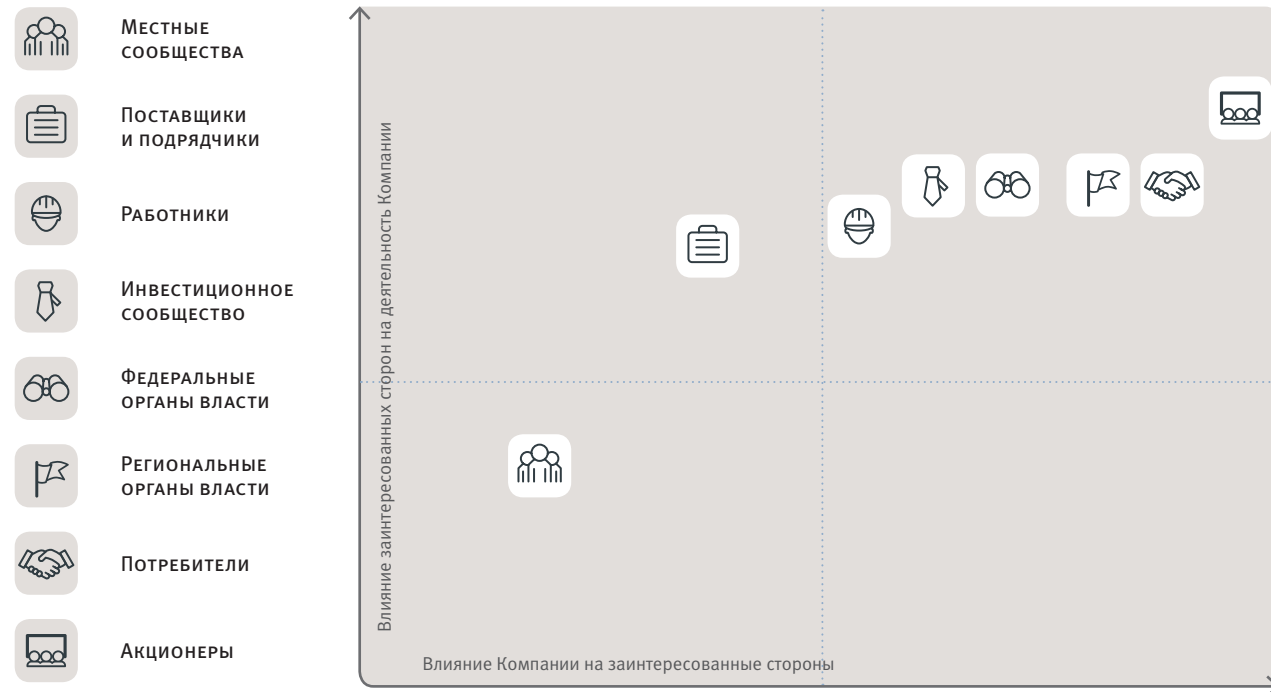 Местные
сообщества
Поставщики
и подрядчики
Работники
Инвестиционное
сообщество
Федеральные
органы власти
Региональные
органы власти
Потребители
Акционеры
Влияние заинтересованных сторон на деятельность Компании
Влияние Компании на заинтересованные стороны